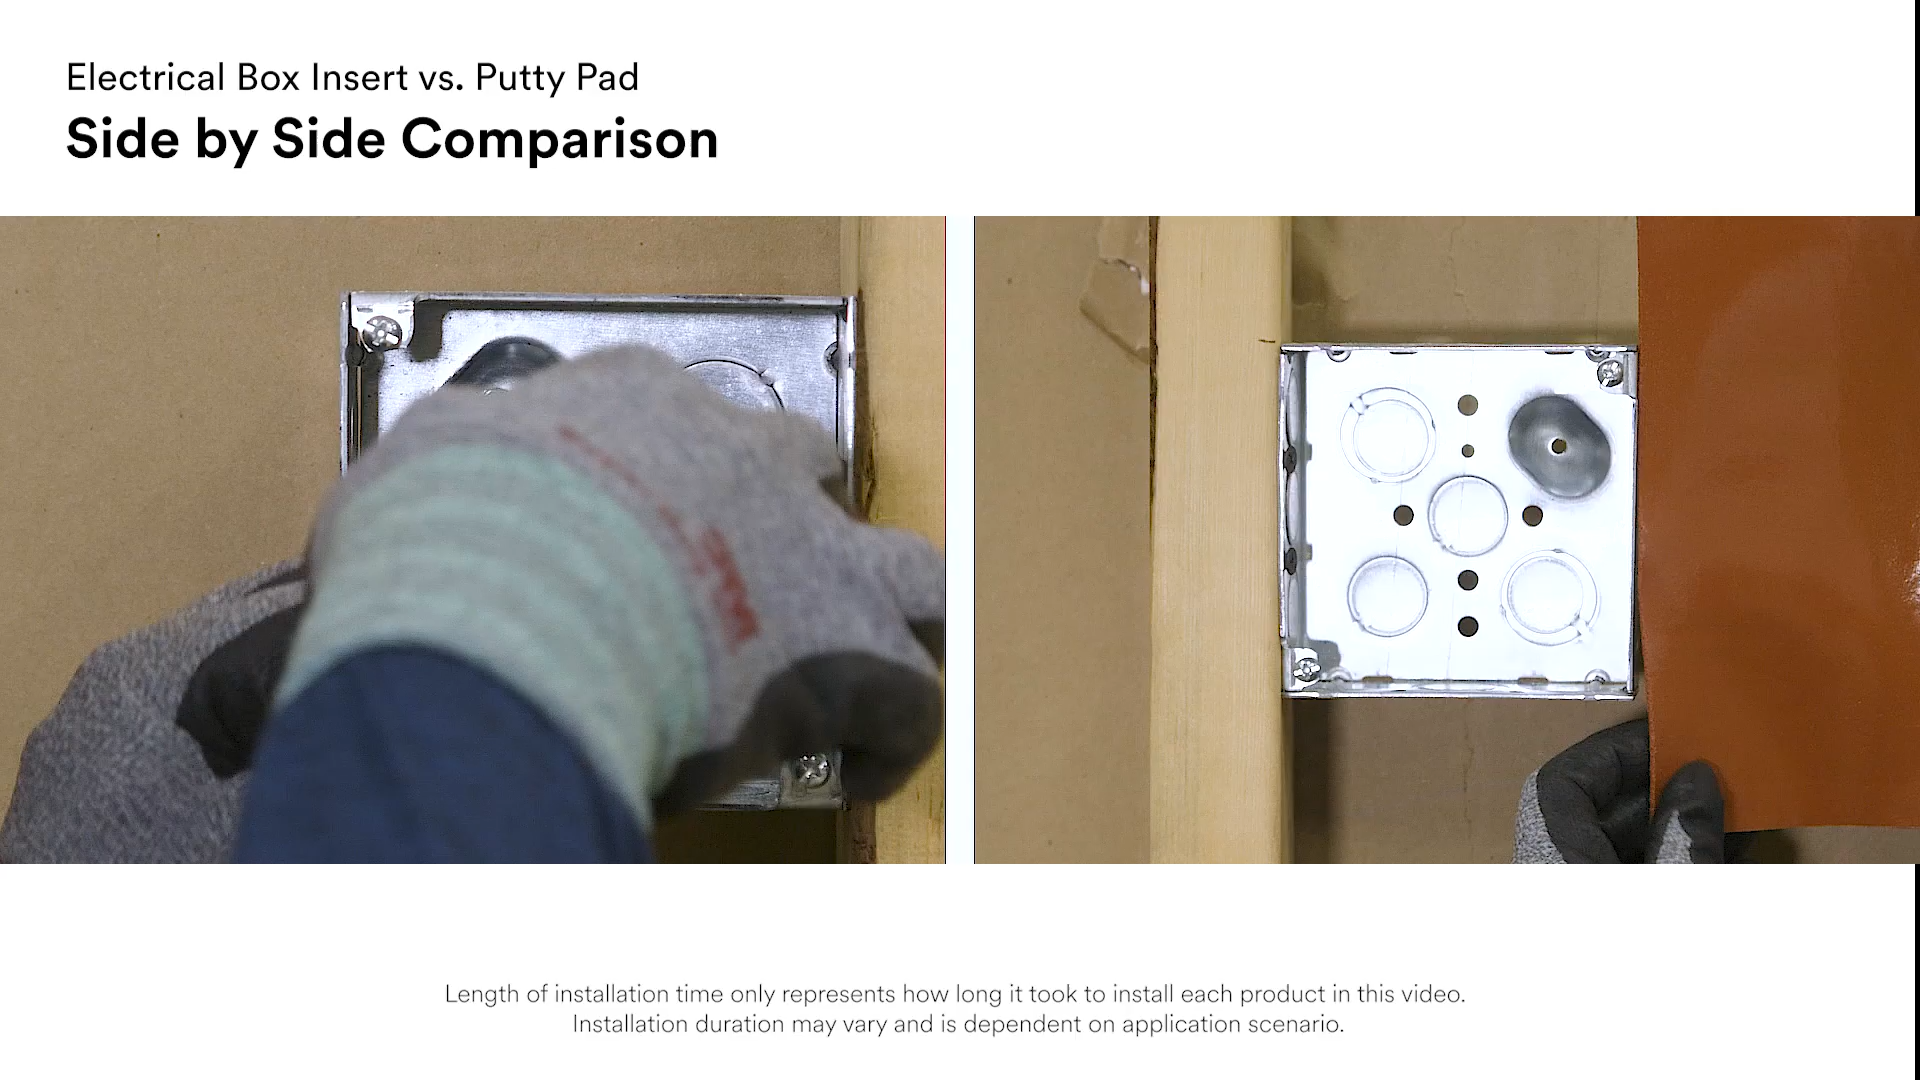 Electrical Box Insert vs. Putty Pad
Side by Side Comparison
Length of installation time only represents how long it took to install each product in this video.
Installation duration may vary and is dependent on application scenario.